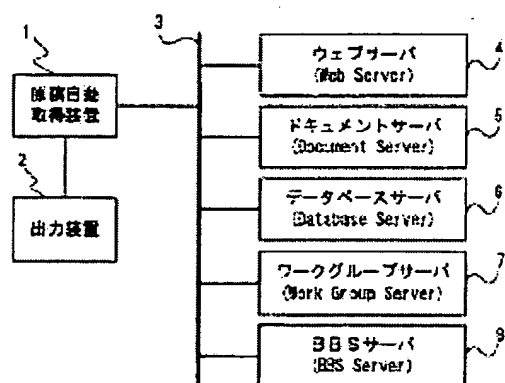 1
原稿自動
取得装置
2
出力装置
3
ウェブサーバ
(Web Server)
4
ドキュメントサーバ
(Document Server)
5
データベースサーバ
(Database Server)
6
ワークグループサーバ
(Work Group Server)
7
BBSサーバ
(BBS Server)
8